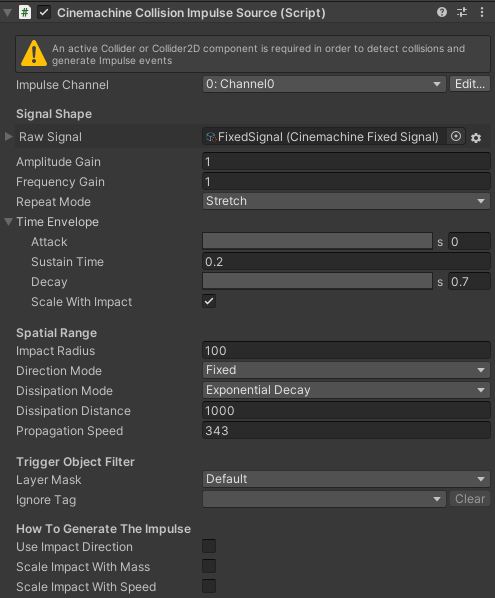 Cinemachine Collision Impulse Source (Script)
An active Collider or Collider2D component is required in order to detect collisions and
generate Impulse events
Impulse Channel 0: Channel0 Edit...
Signal Shape
Raw Signal FixedSignal (Cinemachine Fixed Signal)
Amplitude Gain 1
Frequency Gain 1
Repeat Mode Stretch
Time Envelope
Attack s 0
Sustain Time 0.2
Decay s 0.7
Scale With Impact
Spatial Range
Impact Radius 100
Direction Mode Fixed
Dissipation Mode Exponential Decay
Dissipation Distance 1000
Propagation Speed 343
Trigger Object Filter
Layer Mask Default
Ignore Tag Clear
How To Generate The Impulse
Use Impact Direction
Scale Impact With Mass
Scale Impact With Speed